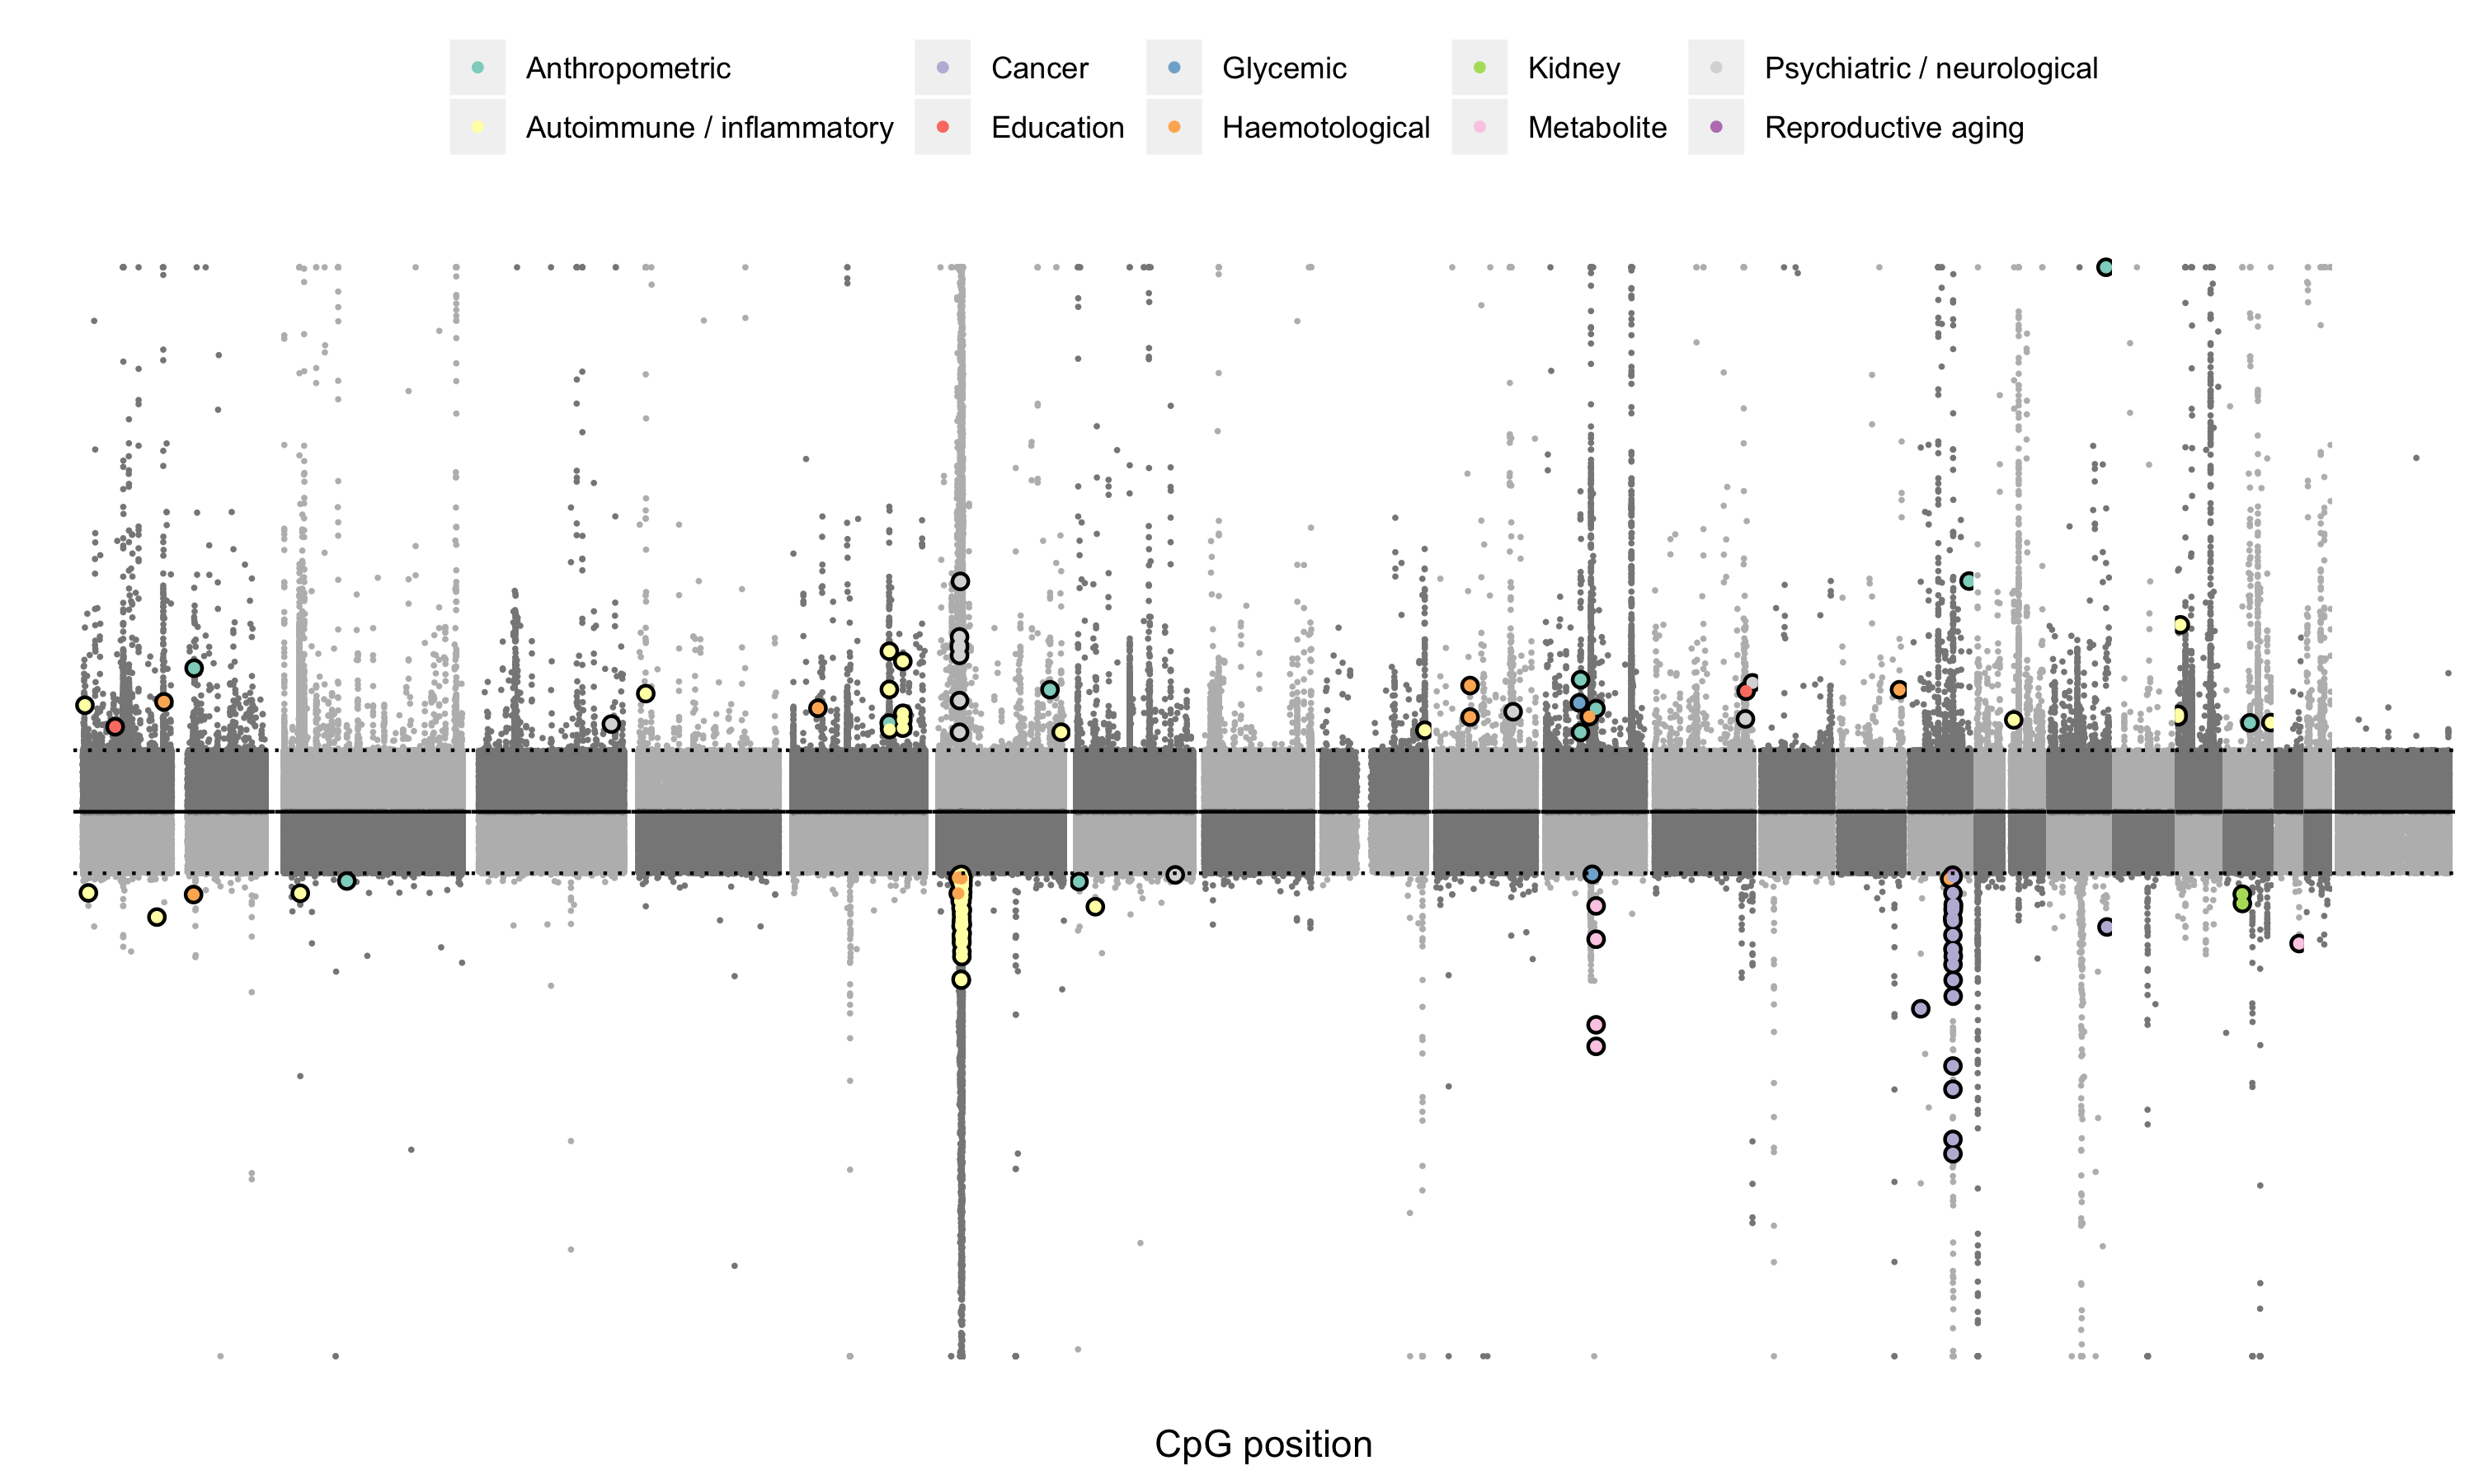 Anthropometric Cancer Glycemic Kidney Psychiatric / neurological
Autoimmune / inflammatory Education Haemotological Metabolite Reproductive aging
CpG position